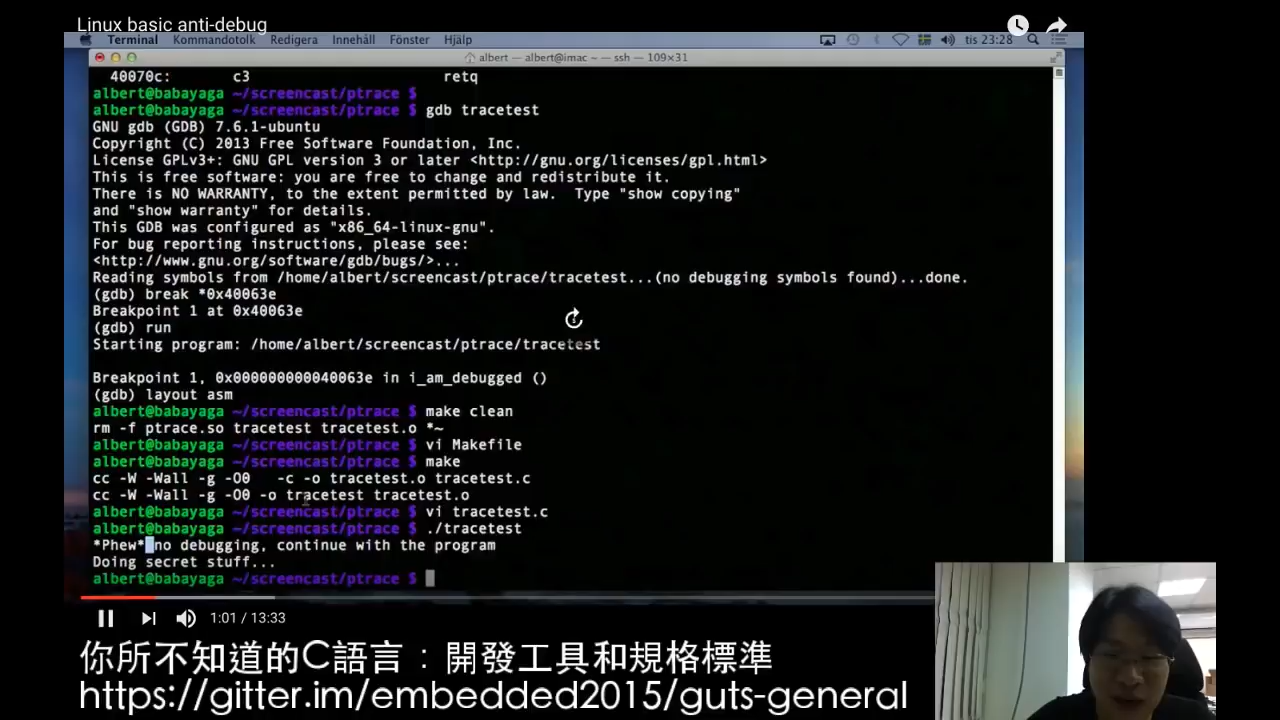 Linux basic anti-debug
Terminal Kommandotolk Redigera Innehåll Fönster Hjälp tis 23:28
albert — albert@imac ~ — ssh — 109×31
40070c: c3 retq
albert@babayaga ~/screencast/ptrace $
albert@babayaga ~/screencast/ptrace $ gdb tracetest
GNU gdb (GDB) 7.6.1-ubuntu
Copyright (C) 2013 Free Software Foundation, Inc.
License GPLv3+: GNU GPL version 3 or later <http://gnu.org/licenses/gpl.html>
This is free software: you are free to change and redistribute it.
There is NO WARRANTY, to the extent permitted by law.  Type "show copying"
and "show warranty" for details.
This GDB was configured as "x86_64-linux-gnu".
For bug reporting instructions, please see:
<http://www.gnu.org/software/gdb/bugs/>...
Reading symbols from /home/albert/screencast/ptrace/tracetest...(no debugging symbols found)...done.
(gdb) break *0x40063e
Breakpoint 1 at 0x40063e
(gdb) run
Starting program: /home/albert/screencast/ptrace/tracetest
Breakpoint 1, 0x000000000040063e in i_am_debugged ()
(gdb) layout asm
albert@babayaga ~/screencast/ptrace $ make clean
rm -f ptrace.so tracetest tracetest.o *~
albert@babayaga ~/screencast/ptrace $ vi Makefile
albert@babayaga ~/screencast/ptrace $ make
cc -W -Wall -g -O0   -c -o tracetest.o tracetest.c
cc -W -Wall -g -O0 -o tracetest tracetest.o
albert@babayaga ~/screencast/ptrace $ vi tracetest.c
albert@babayaga ~/screencast/ptrace $ ./tracetest
*Phew* no debugging, continue with the program
Doing secret stuff...
albert@babayaga ~/screencast/ptrace $
1:01 / 13:33
你所不知道的C語言：開發工具和規格標準
https://gitter.im/embedded2015/guts-general